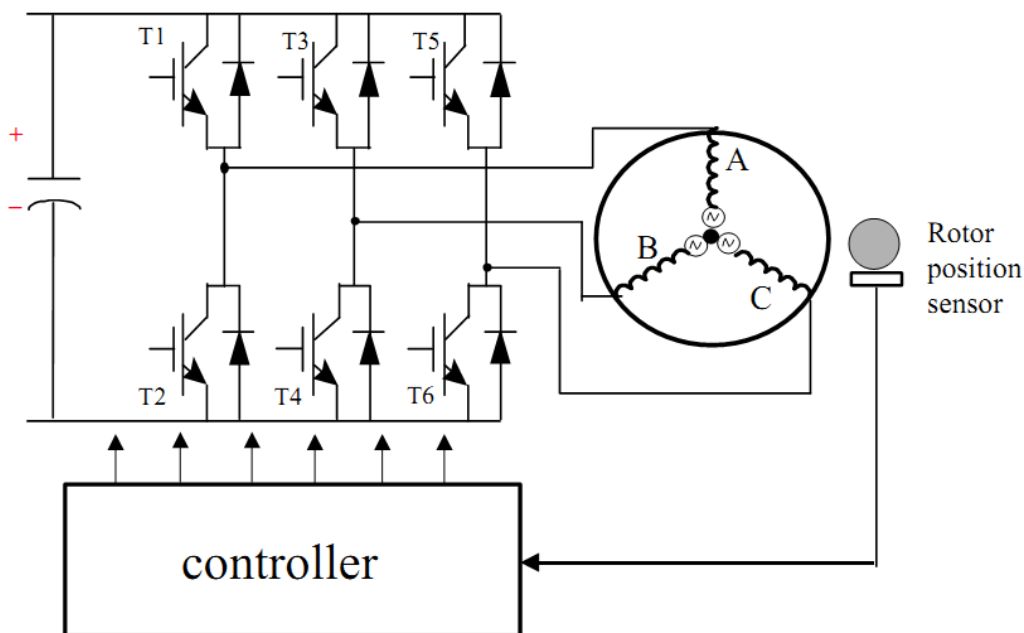 T1
T3
T5
+
−
A
B
C
Rotor
position
sensor
T2
T4
T6
controller